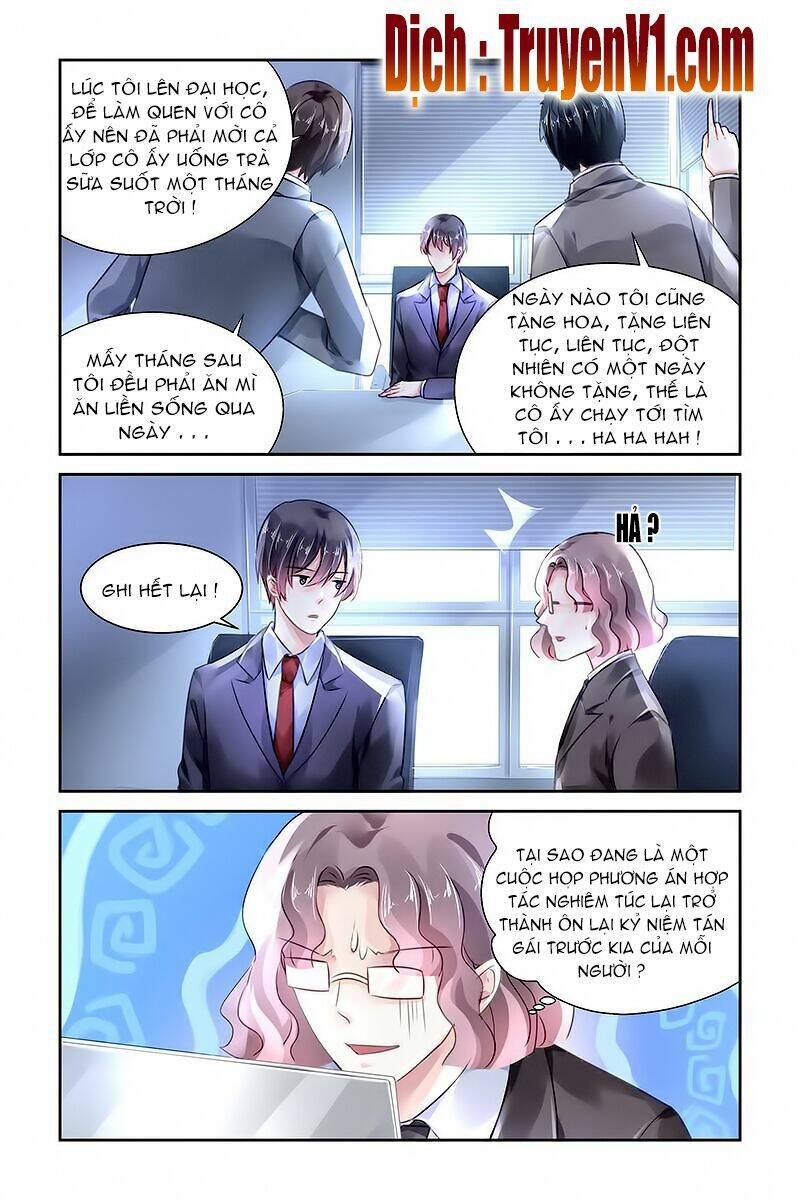 Dịch : TruyenV1.com
LÚC TÔI LÊN ĐẠI HỌC,
ĐỂ LÀM QUEN VỚI CÔ
ẤY NÊN ĐÃ PHẢI MỜI CẢ
LỚP CÔ ẤY UỐNG TRÀ
SỮA SUỐT MỘT THÁNG
TRỜI !
MẤY THÁNG SAU
TÔI ĐỀU PHẢI ĂN MÌ
ĂN LIỀN SỐNG QUA
NGÀY . . .
NGÀY NÀO TÔI CŨNG
TẶNG HOA, TẶNG LIÊN
TỤC, LIÊN TỤC, ĐỘT
NHIÊN CÓ MỘT NGÀY
KHÔNG TẶNG, THẾ LÀ
CÔ ẤY CHẠY TỚI TÌM
TÔI . . . HA HA HAH !
GHI HẾT LẠI !
HẢ ?
TẠI SAO ĐANG LÀ MỘT
CUỘC HỌP PHƯƠNG ÁN HỢP
TÁC NGHIÊM TÚC LẠI TRỞ
THÀNH ÔN LẠI KỶ NIỆM TÁN
GÁI TRƯỚC KIA CỦA MỖI
NGƯỜI ?